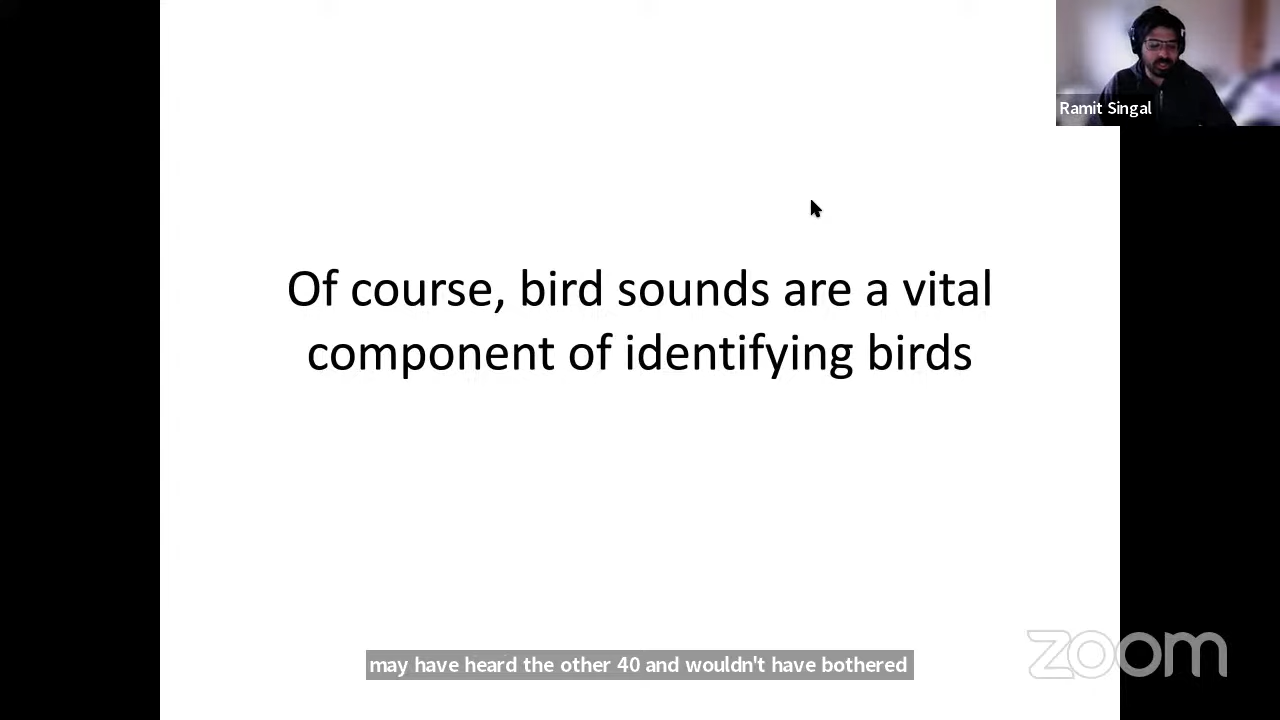 Ramit Singal
Of course, bird sounds are a vital
component of identifying birds
may have heard the other 40 and wouldn't have bothered
zoom